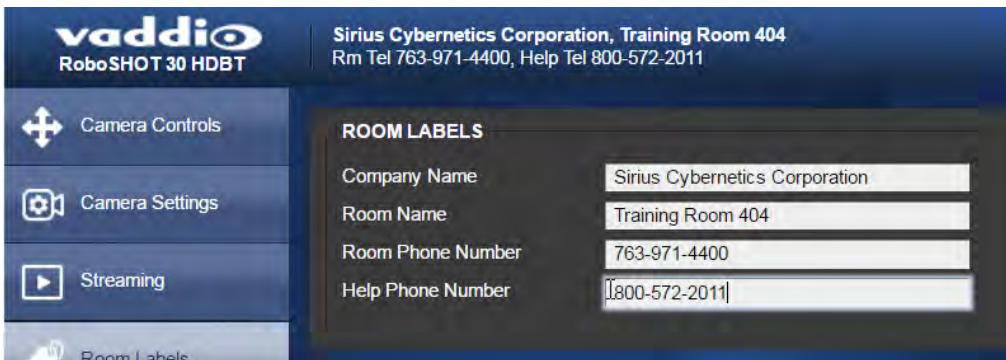 vaddio
RoboSHOT 30 HDBT
Sirius Cybernetics Corporation, Training Room 404
Rm Tel 763-971-4400, Help Tel 800-572-2011
Camera Controls
Camera Settings
Streaming
Room Labels
ROOM LABELS
Company Name Sirius Cybernetics Corporation
Room Name Training Room 404
Room Phone Number 763-971-4400
Help Phone Number 800-572-2011